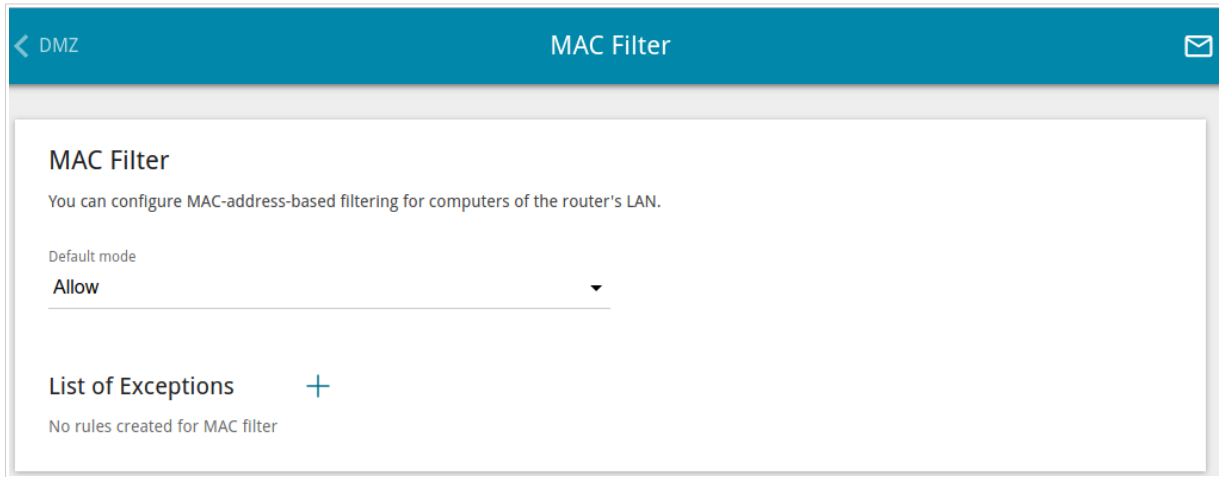 DMZ
MAC Filter
MAC Filter
You can configure MAC-address-based filtering for computers of the router's LAN.
Default mode
Allow
List of Exceptions
No rules created for MAC filter